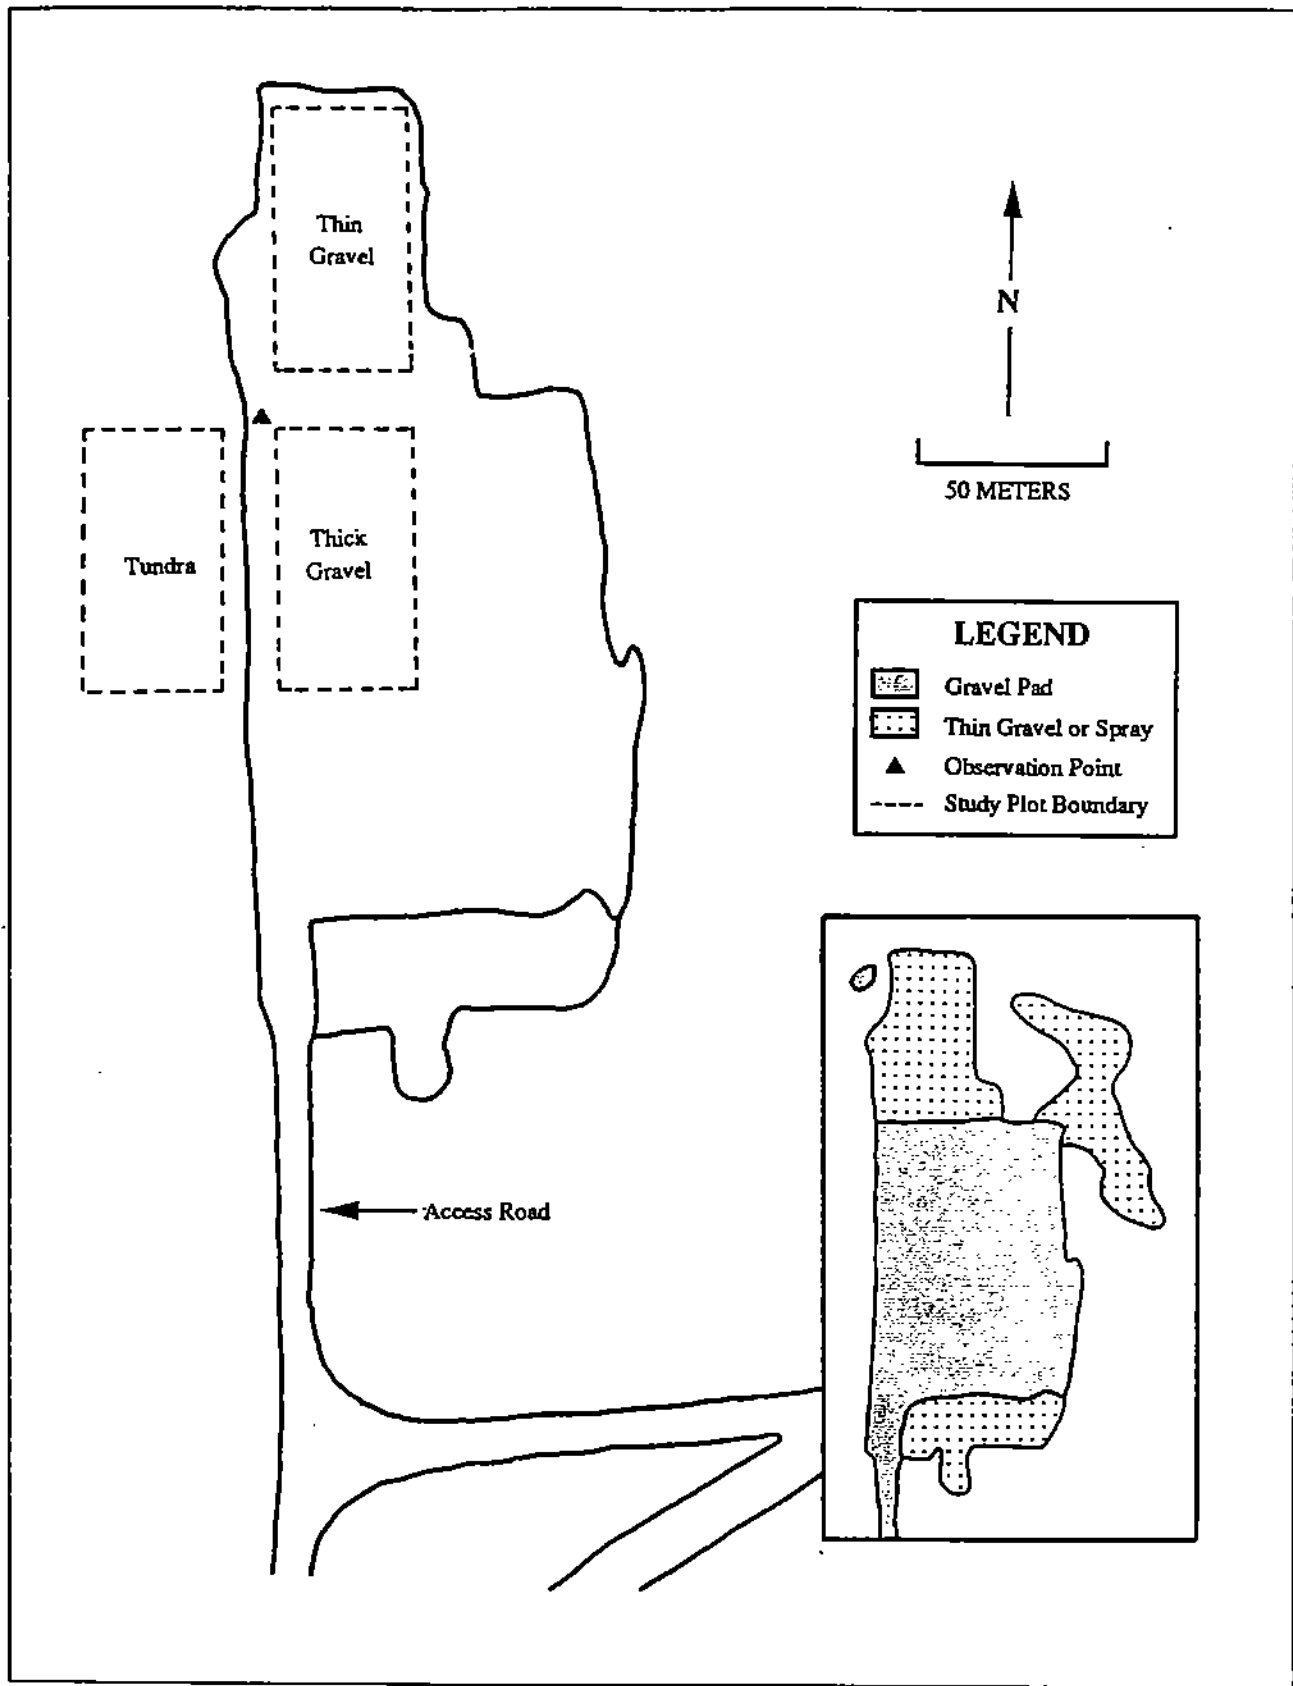 Thin
Gravel
N
50 METERS
Tundra
Thick
Gravel
LEGEND
Gravel Pad
Thin Gravel or Spray
Observation Point
Study Plot Boundary
Access Road